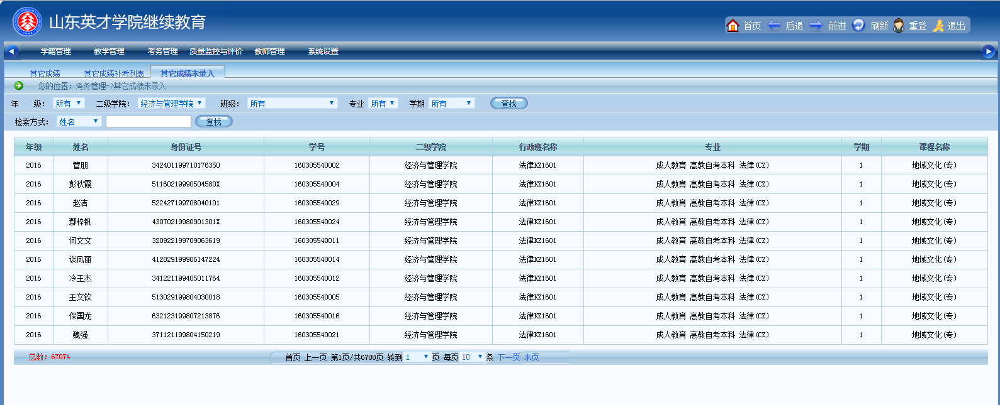 山东英才学院继续教育
首页 后退 前进 刷新 重登 退出
学籍管理 教学管理 考务管理 质量监控与评价 教师管理 系统设置
其它成绩 其它成绩补考列表 其它成绩未录入
您的位置：考务管理->其它成绩未录入
年 级： 所有 二级学院： 经济与管理学院 班级： 所有 专业 所有 学期 所有 查找
检索方式： 姓名 查找
年级 姓名 身份证号 学号 二级学院 行政班名称 专业 学期 课程名称
2016 管朋 342401199710176350 160305540002 经济与管理学院 法律KZ1601 成人教育 高教自考本科 法律(CZ) 1 地域文化(专)
2016 彭秋霞 51160219990504580X 160305540004 经济与管理学院 法律KZ1601 成人教育 高教自考本科 法律(CZ) 1 地域文化(专)
2016 赵洁 522427199708040101 160305540029 经济与管理学院 法律KZ1601 成人教育 高教自考本科 法律(CZ) 1 地域文化(专)
2016 鄢梓钒 43070219980901301X 160305540024 经济与管理学院 法律KZ1601 成人教育 高教自考本科 法律(CZ) 1 地域文化(专)
2016 何文文 320922199709063619 160305540011 经济与管理学院 法律KZ1601 成人教育 高教自考本科 法律(CZ) 1 地域文化(专)
2016 谈凤丽 412829199906147224 160305540014 经济与管理学院 法律KZ1601 成人教育 高教自考本科 法律(CZ) 1 地域文化(专)
2016 冷王杰 341221199405011764 160305540012 经济与管理学院 法律KZ1601 成人教育 高教自考本科 法律(CZ) 1 地域文化(专)
2016 王文钦 513029199804030018 160305540005 经济与管理学院 法律KZ1601 成人教育 高教自考本科 法律(CZ) 1 地域文化(专)
2016 保国龙 632123199807213876 160305540016 经济与管理学院 法律KZ1601 成人教育 高教自考本科 法律(CZ) 1 地域文化(专)
2016 魏强 371121199804150219 160305540021 经济与管理学院 法律KZ1601 成人教育 高教自考本科 法律(CZ) 1 地域文化(专)
总数：67074 首页 上一页 第1页/共6708页 转到 1 页 每页 10 条 下一页 末页